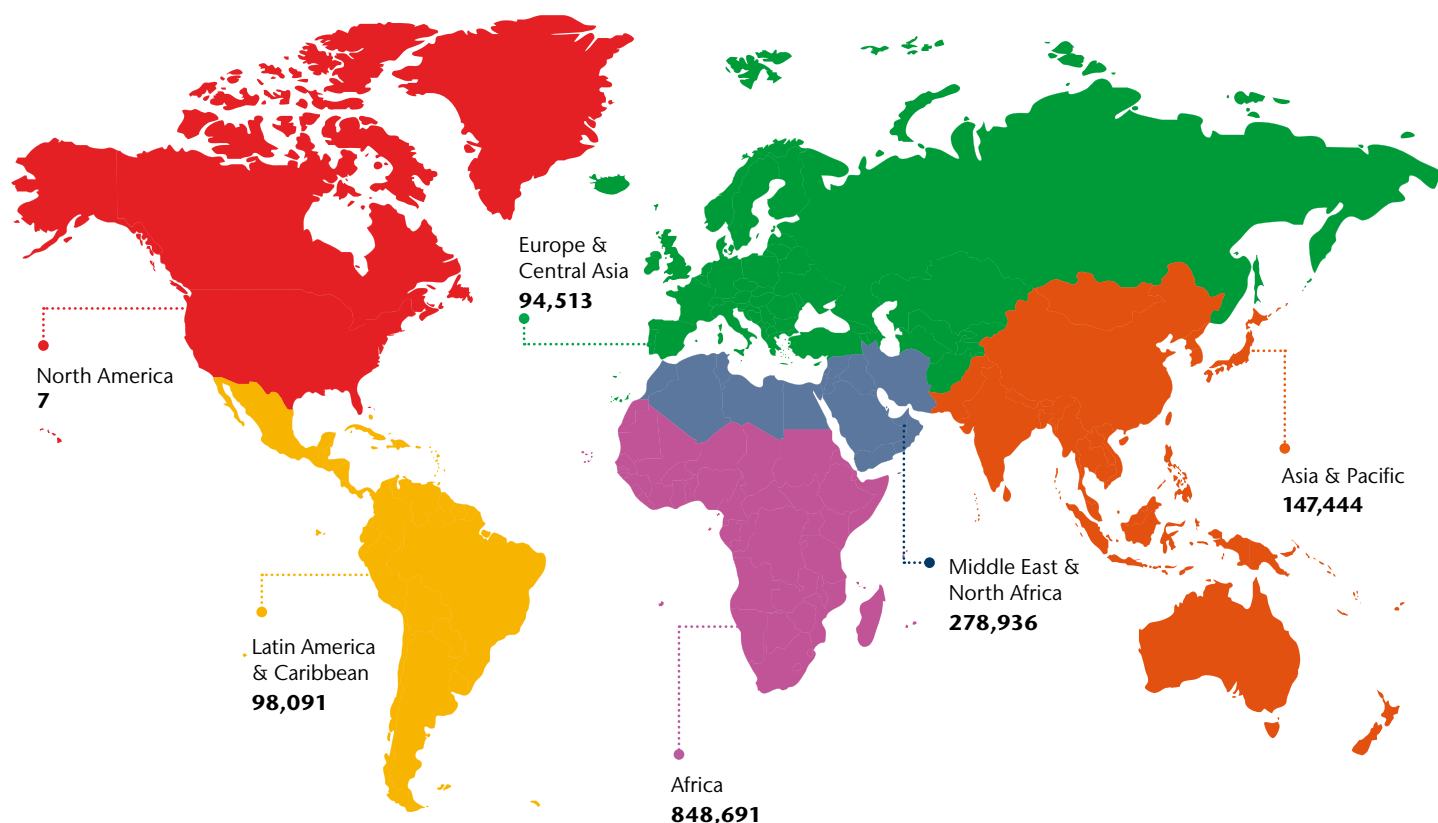 Europe &
Central Asia
94,513
North America
7
Asia & Pacific
147,444
Middle East &
North Africa
278,936
Latin America
& Caribbean
98,091
Africa
848,691